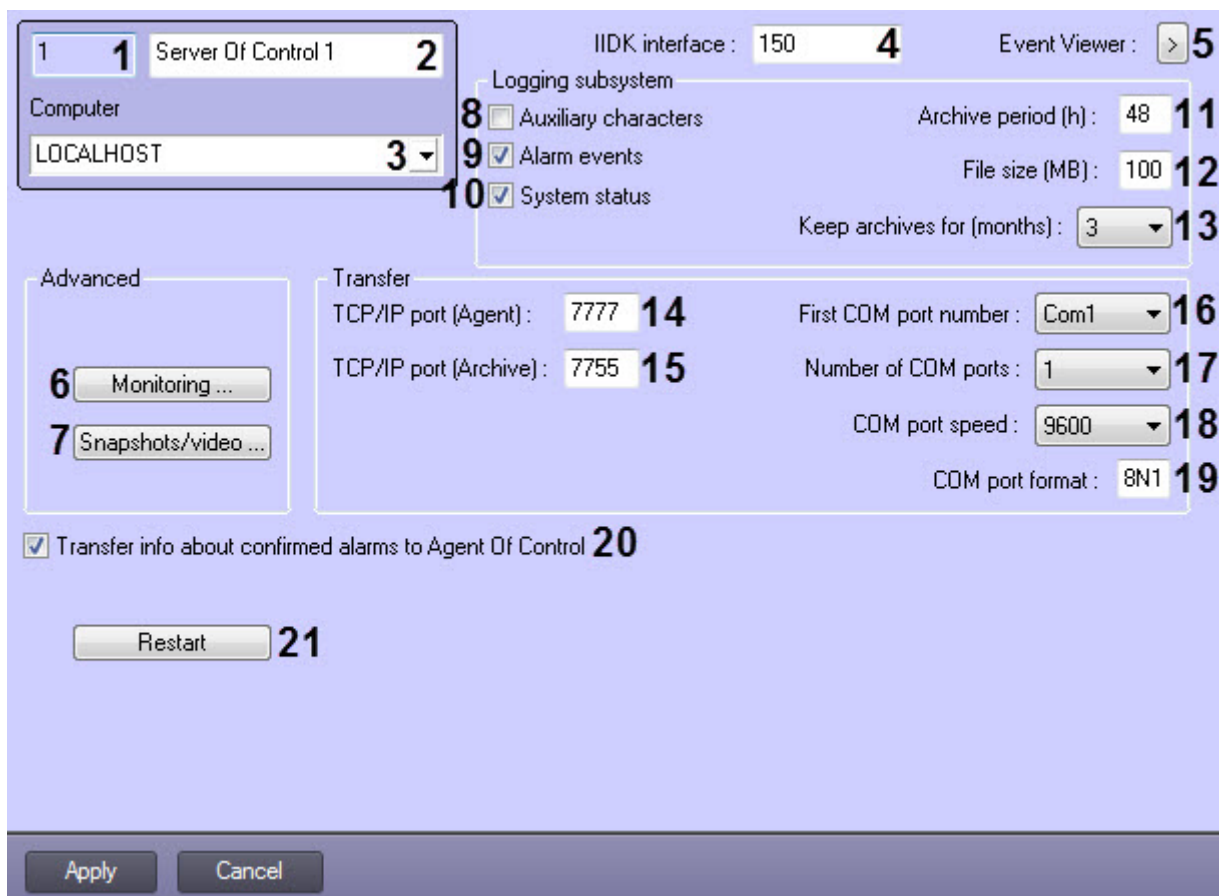 1 1 Server Of Control 1 2
IIDK interface : 150 4 Event Viewer : > 5
Computer
LOCALHOST 3
Logging subsystem
8 Auxiliary characters
9 Alarm events
10 System status
Archive period (h) : 48 11
File size (MB) : 100 12
Keep archives for (months) : 3 13
Advanced
6 Monitoring ...
7 Snapshots/video ...
Transfer
TCP/IP port (Agent) : 7777 14
TCP/IP port (Archive) : 7755 15
First COM port number : Com1 16
Number of COM ports : 1 17
COM port speed : 9600 18
COM port format : 8N1 19
Transfer info about confirmed alarms to Agent Of Control 20
Restart 21
Apply Cancel